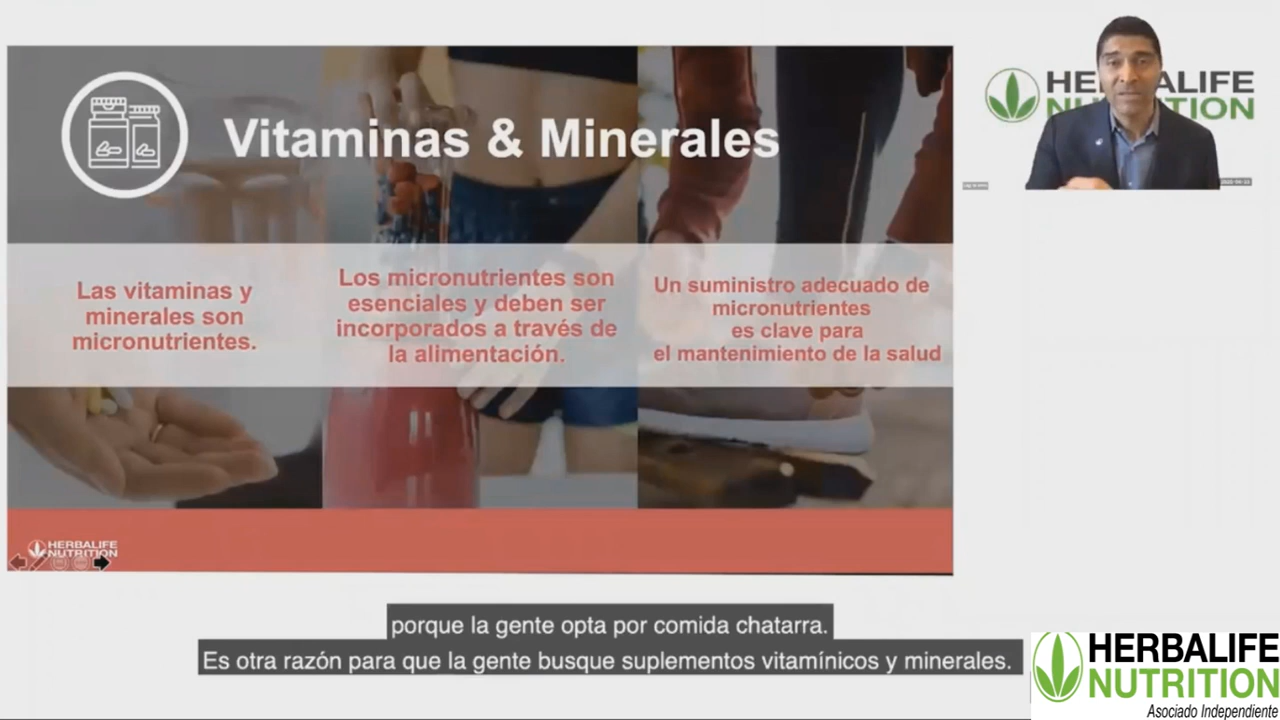 HERBALIFE
NUTRITION
Vitaminas & Minerales
Las vitaminas y
minerales son
micronutrientes.
Los micronutrientes son
esenciales y deben ser
incorporados a través de
la alimentación.
Un suministro adecuado de
micronutrientes
es clave para
el mantenimiento de la salud
HERBALIFE
NUTRITION
porque la gente opta por comida chatarra.
Es otra razón para que la gente busque suplementos vitamínicos y minerales.
HERBALIFE
NUTRITION
Asociado Independiente